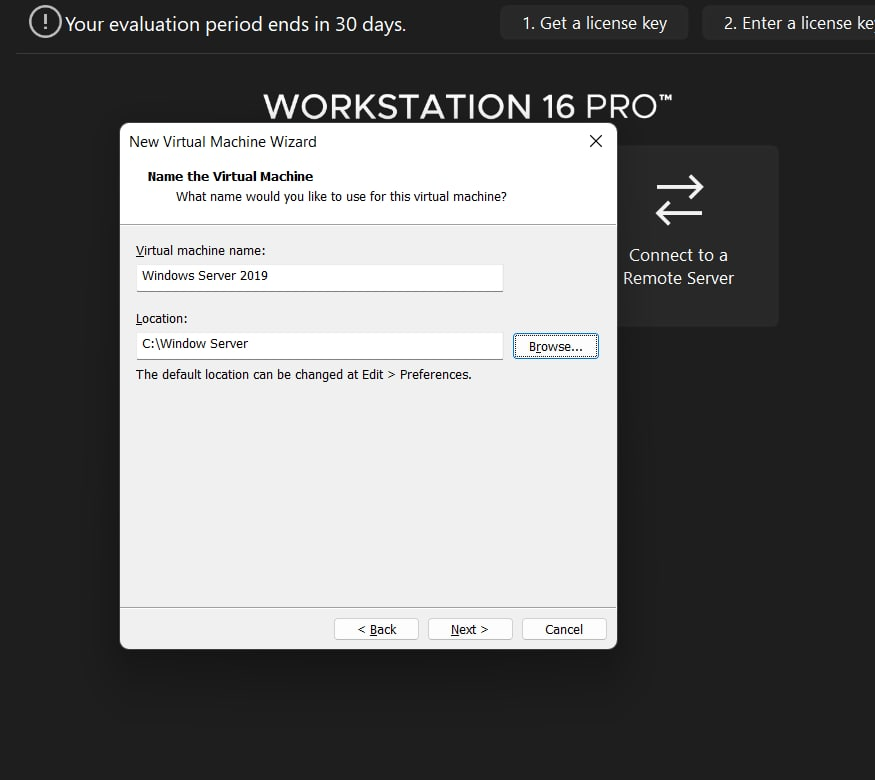 Your evaluation period ends in 30 days.
1. Get a license key
2. Enter a license key
WORKSTATION 16 PRO™
New Virtual Machine Wizard
Name the Virtual Machine
What name would you like to use for this virtual machine?
Virtual machine name:
Windows Server 2019
Location:
C:\Window Server
Browse...
The default location can be changed at Edit > Preferences.
< Back
Next >
Cancel
Connect to a
Remote Server